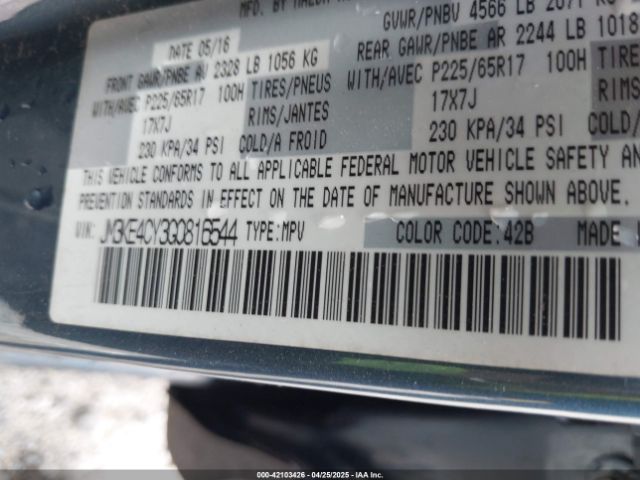 MFD. BY MAZDA
DATE 05/16
GVWR/PNBV 4566 LB 2071 KG
FRONT GAWR/PNBE AV 2328 LB 1056 KG
REAR GAWR/PNBE AR 2244 LB 1018
WITH/AVEC P225/65R17 100H TIRES/PNEUS
WITH/AVEC P225/65R17 100H TIRES
17X7J RIMS/JANTES
17X7J RIMS
230 KPA/34 PSI COLD/A FROID
230 KPA/34 PSI COLD/
THIS VEHICLE CONFORMS TO ALL APPLICABLE FEDERAL MOTOR VEHICLE SAFETY AN
PREVENTION STANDARDS IN EFFECT ON THE DATE OF MANUFACTURE SHOWN ABOVE.
VIN: JM3KE4CY3G0816544 TYPE:MPV COLOR CODE:42B MADE
000-42103426 - 04/25/2025 - IAA Inc.